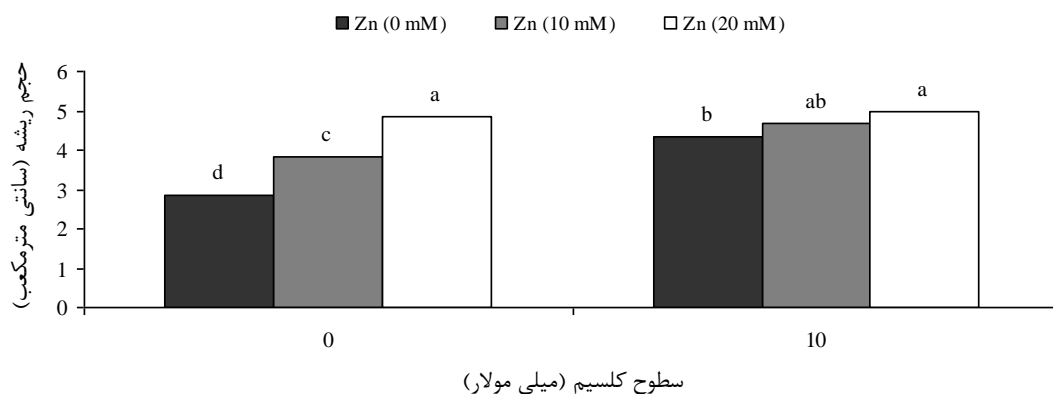 Zn (0 mM) Zn (10 mM) Zn (20 mM)
حجم ریشه (سانتی مترمکعب)
6
5
4
3
2
1
0
d
c
a
b
ab
a
0
10
سطوح کلسیم (میلی مولار)